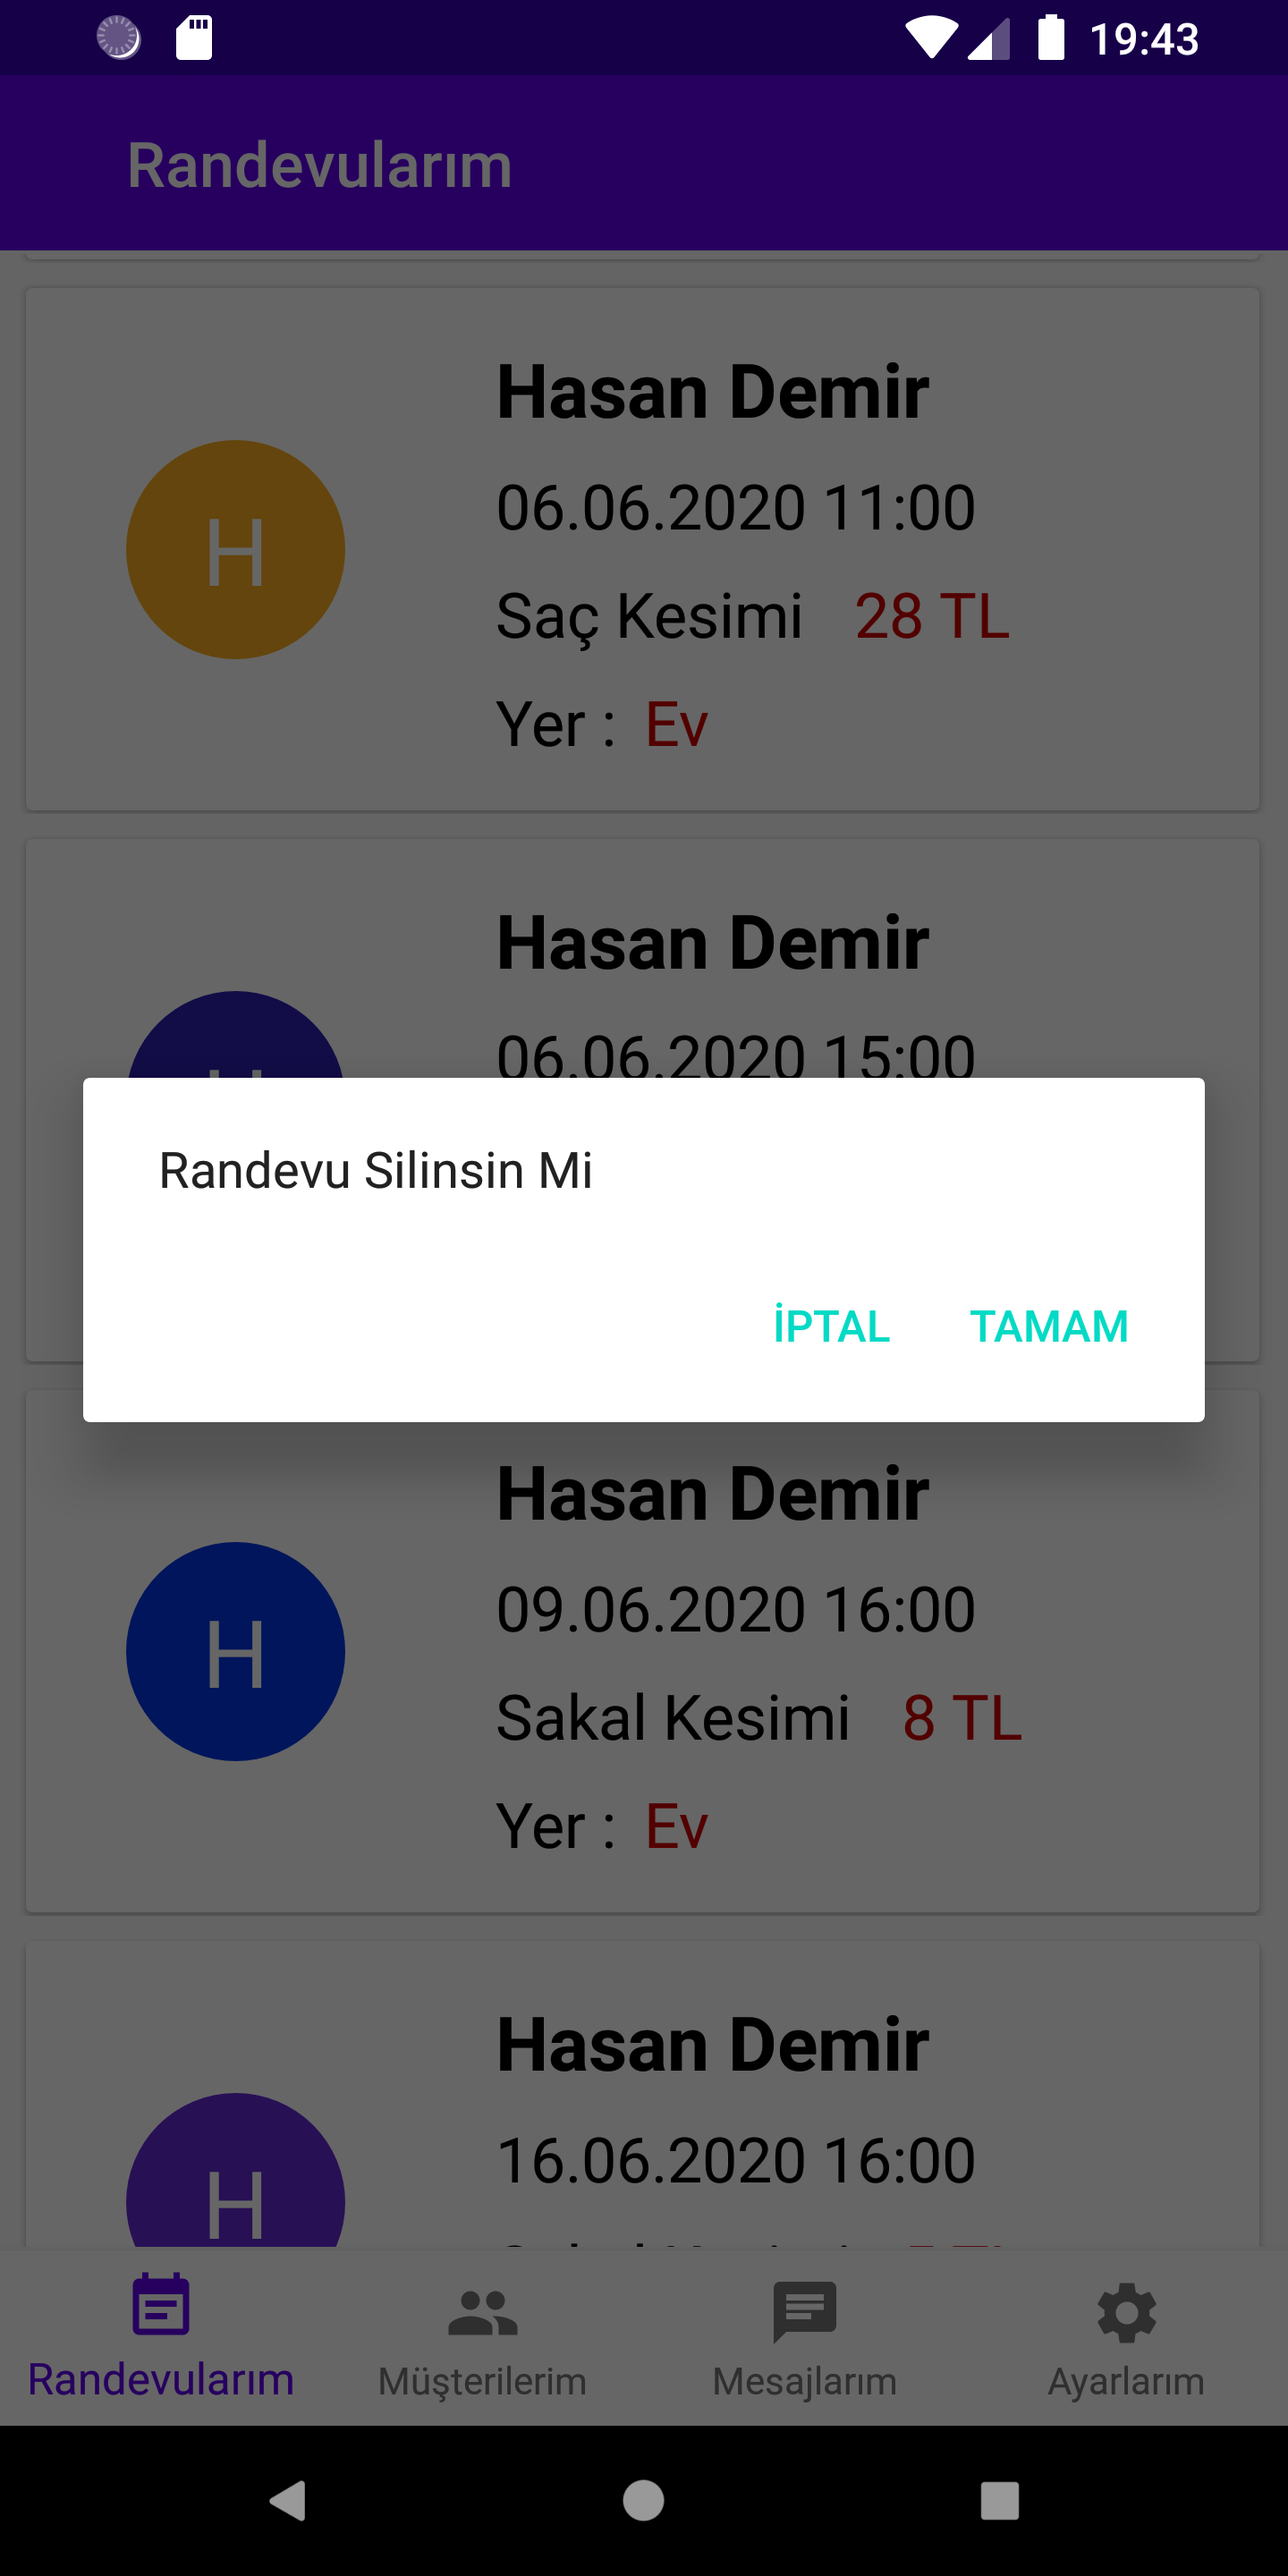 19:43
Randevularım
Hasan Demir
H
06.06.2020 11:00
Saç Kesimi 28 TL
Yer : Ev
Hasan Demir
06.06.2020 15:00
Randevu Silinsin Mi
İPTAL TAMAM
Hasan Demir
H
09.06.2020 16:00
Sakal Kesimi 8 TL
Yer : Ev
Hasan Demir
H
16.06.2020 16:00
Randevularım Müşterilerim Mesajlarım Ayarlarım